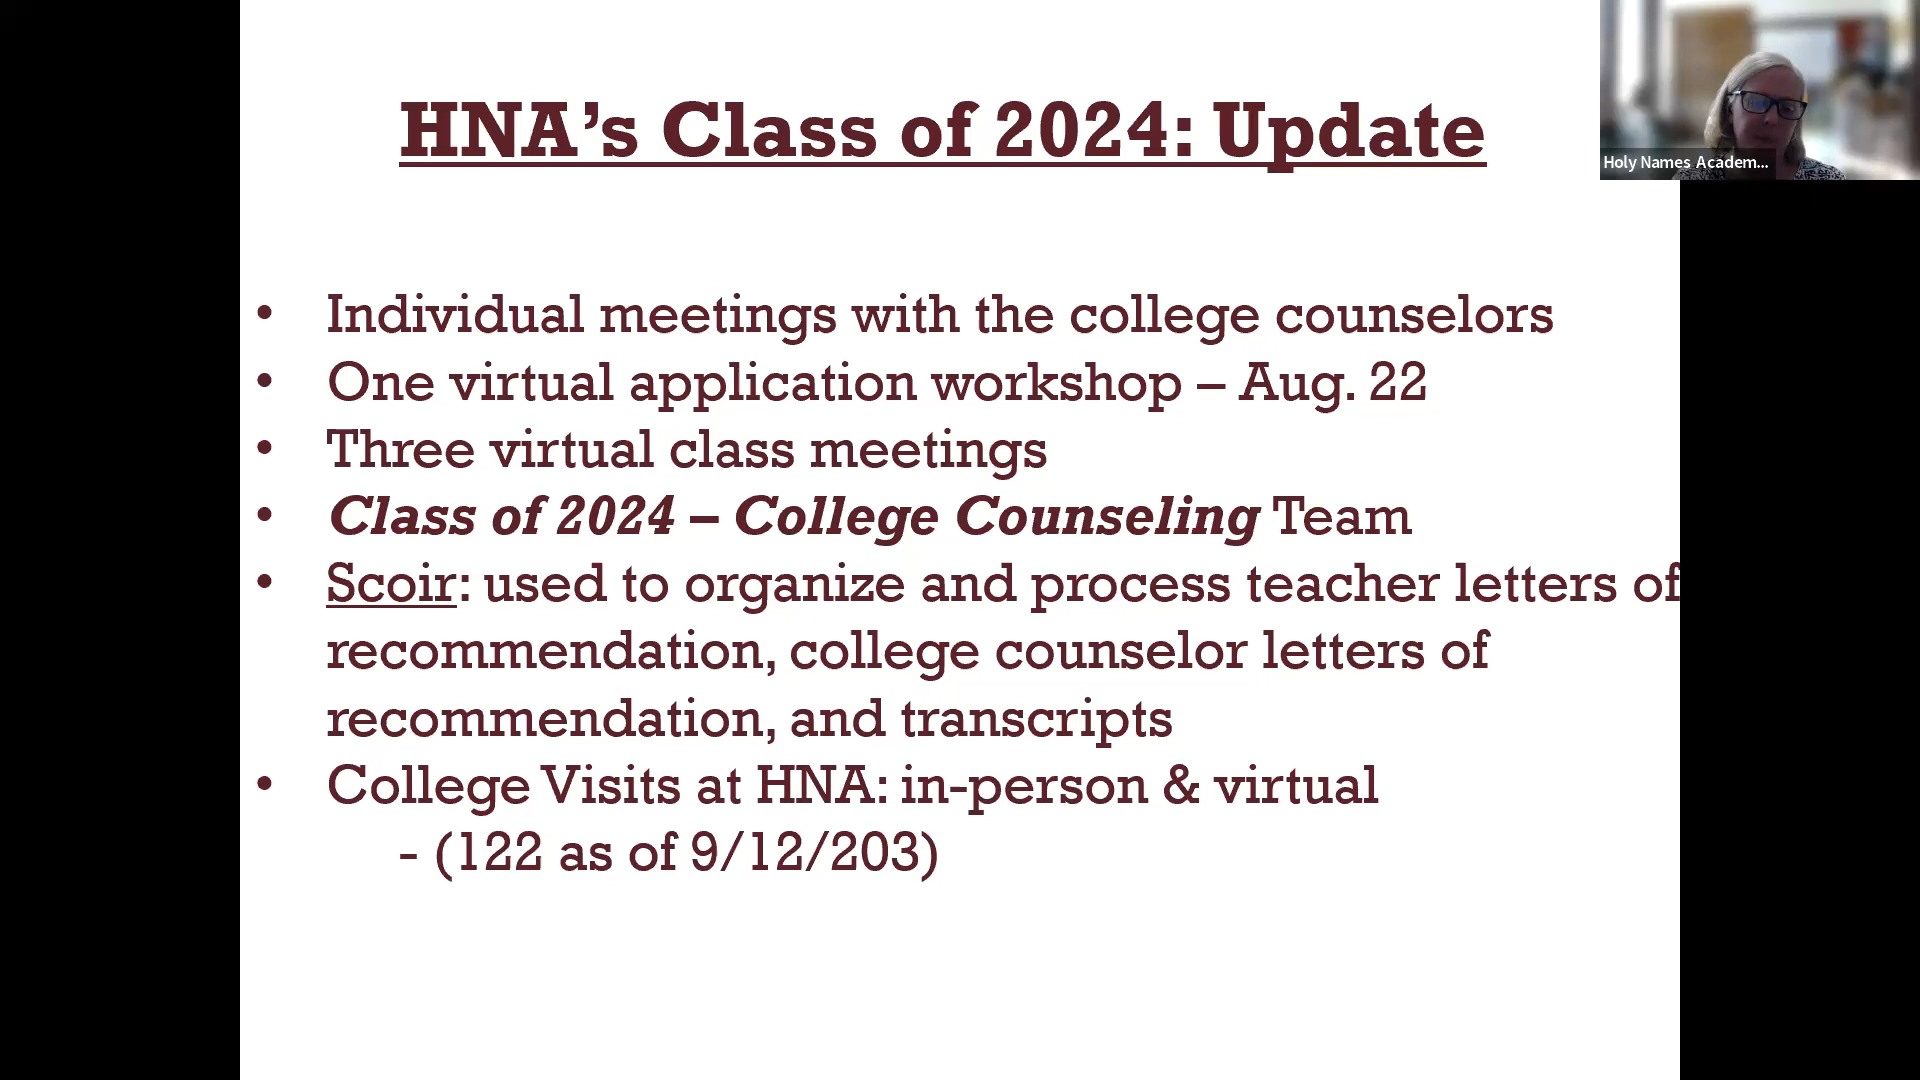 HNA’s Class of 2024: Update
Holy Names Academ...
• Individual meetings with the college counselors
• One virtual application workshop – Aug. 22
• Three virtual class meetings
• Class of 2024 – College Counseling Team
• Scoir: used to organize and process teacher letters of
recommendation, college counselor letters of
recommendation, and transcripts
• College Visits at HNA: in-person & virtual
- (122 as of 9/12/203)